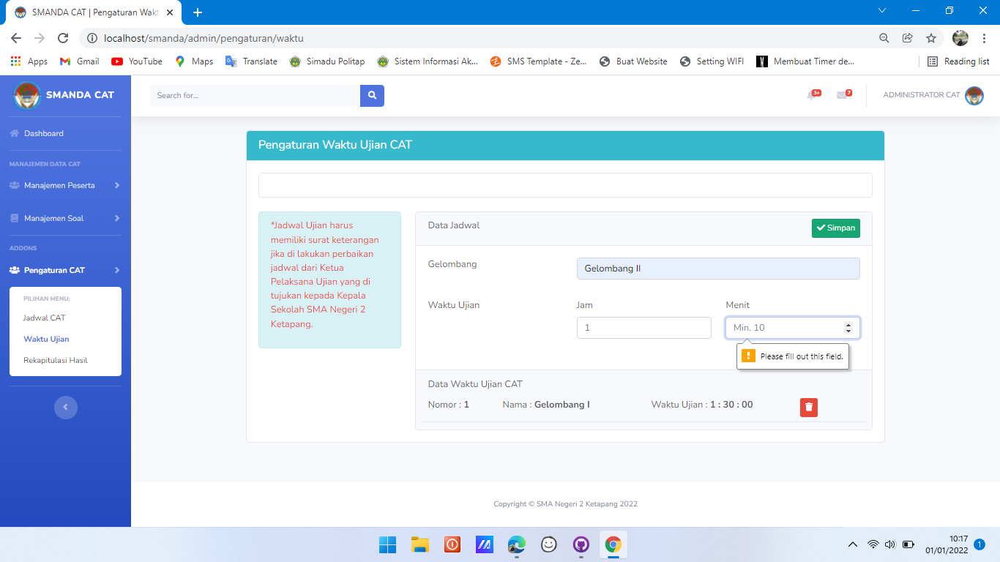 SMANDA CAT | Pengaturan Wakt
localhost/smanda/admin/pengaturan/waktu
Apps
Gmail
YouTube
Maps
Translate
Simadu Politap
Sistem Informasi Ak...
SMS Template - Ze...
Buat Website
Setting WIFI
Membuat Timer de...
Reading list
SMANDA CAT
Search for...
3+
7
ADMINISTRATOR CAT
Dashboard
MANAJEMEN DATA CAT
Manajemen Peserta
Manajemen Soal
ADDONS
Pengaturan CAT
PILIHAN MENU:
Jadwal CAT
Waktu Ujian
Rekapitulasi Hasil
Pengaturan Waktu Ujian CAT
*Jadwal Ujian harus
memiliki surat keterangan
jika di lakukan perbaikan
jadwal dari Ketua
Pelaksana Ujian yang di
tujukan kepada Kepala
Sekolah SMA Negeri 2
Ketapang.
Data Jadwal
Simpan
Gelombang
Gelombang II
Waktu Ujian
Jam
Menit
1
Min. 10
Please fill out this field.
Data Waktu Ujian CAT
Nomor : 1
Nama : Gelombang I
Waktu Ujian : 1 : 30 : 00
Copyright © SMA Negeri 2 Ketapang 2022
10:17
01/01/2022
1